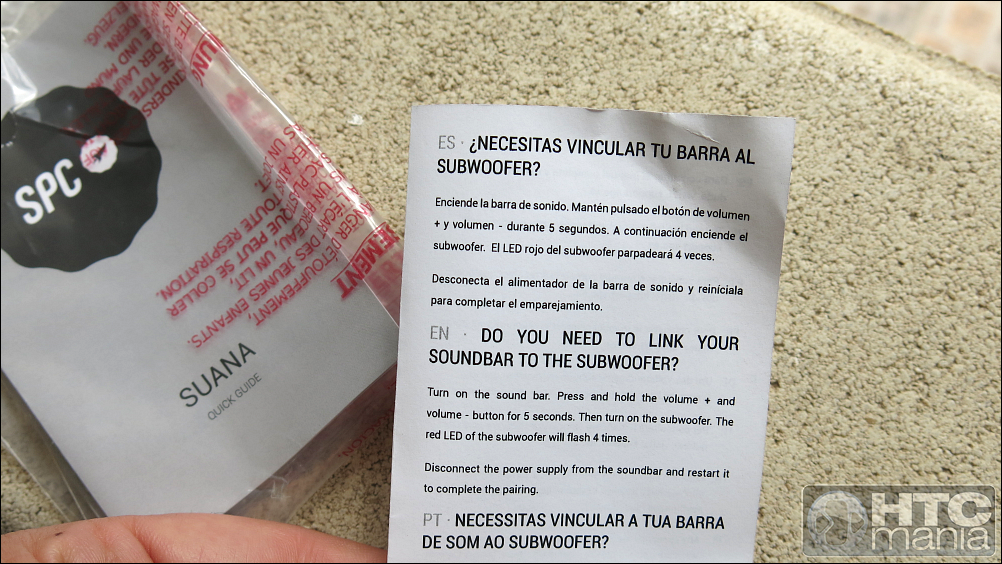 SPC
SUANA
QUICK GUIDE
TOUTE RESPIRATION.
ES · ¿NECESITAS VINCULAR TU BARRA AL
SUBWOOFER?
Enciende la barra de sonido. Mantén pulsado el botón de volumen
+ y volumen - durante 5 segundos. A continuación enciende el
subwoofer. El LED rojo del subwoofer parpadeará 4 veces.
Desconecta el alimentador de la barra de sonido y reiníciala
para completar el emparejamiento.
EN · DO YOU NEED TO LINK YOUR
SOUNDBAR TO THE SUBWOOFER?
Turn on the sound bar. Press and hold the volume + and
volume - button for 5 seconds. Then turn on the subwoofer. The
red LED of the subwoofer will flash 4 times.
Disconnect the power supply from the soundbar and restart it
to complete the pairing.
PT · NECESSITAS VINCULAR A TUA BARRA
DE SOM AO SUBWOOFER?
HTC
mania